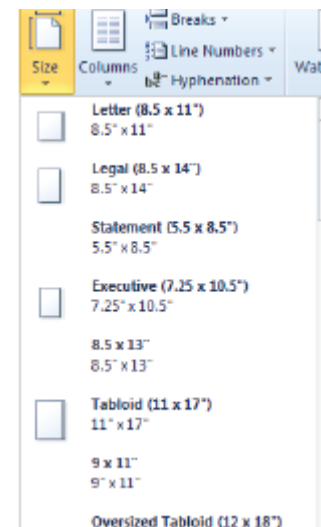 Breaks
Line Numbers
Size
Columns
Hyphenation
Wat
Letter (8.5 x 11")
8.5" x 11"
Legal (8.5 x 14")
8.5" x 14"
Statement (5.5 x 8.5")
5.5" x 8.5"
Executive (7.25 x 10.5")
7.25" x 10.5"
8.5 x 13"
8.5" x 13"
Tabloid (11 x 17")
11" x 17"
9 x 11"
9" x 11"
Oversized Tabloid (12 x 18")